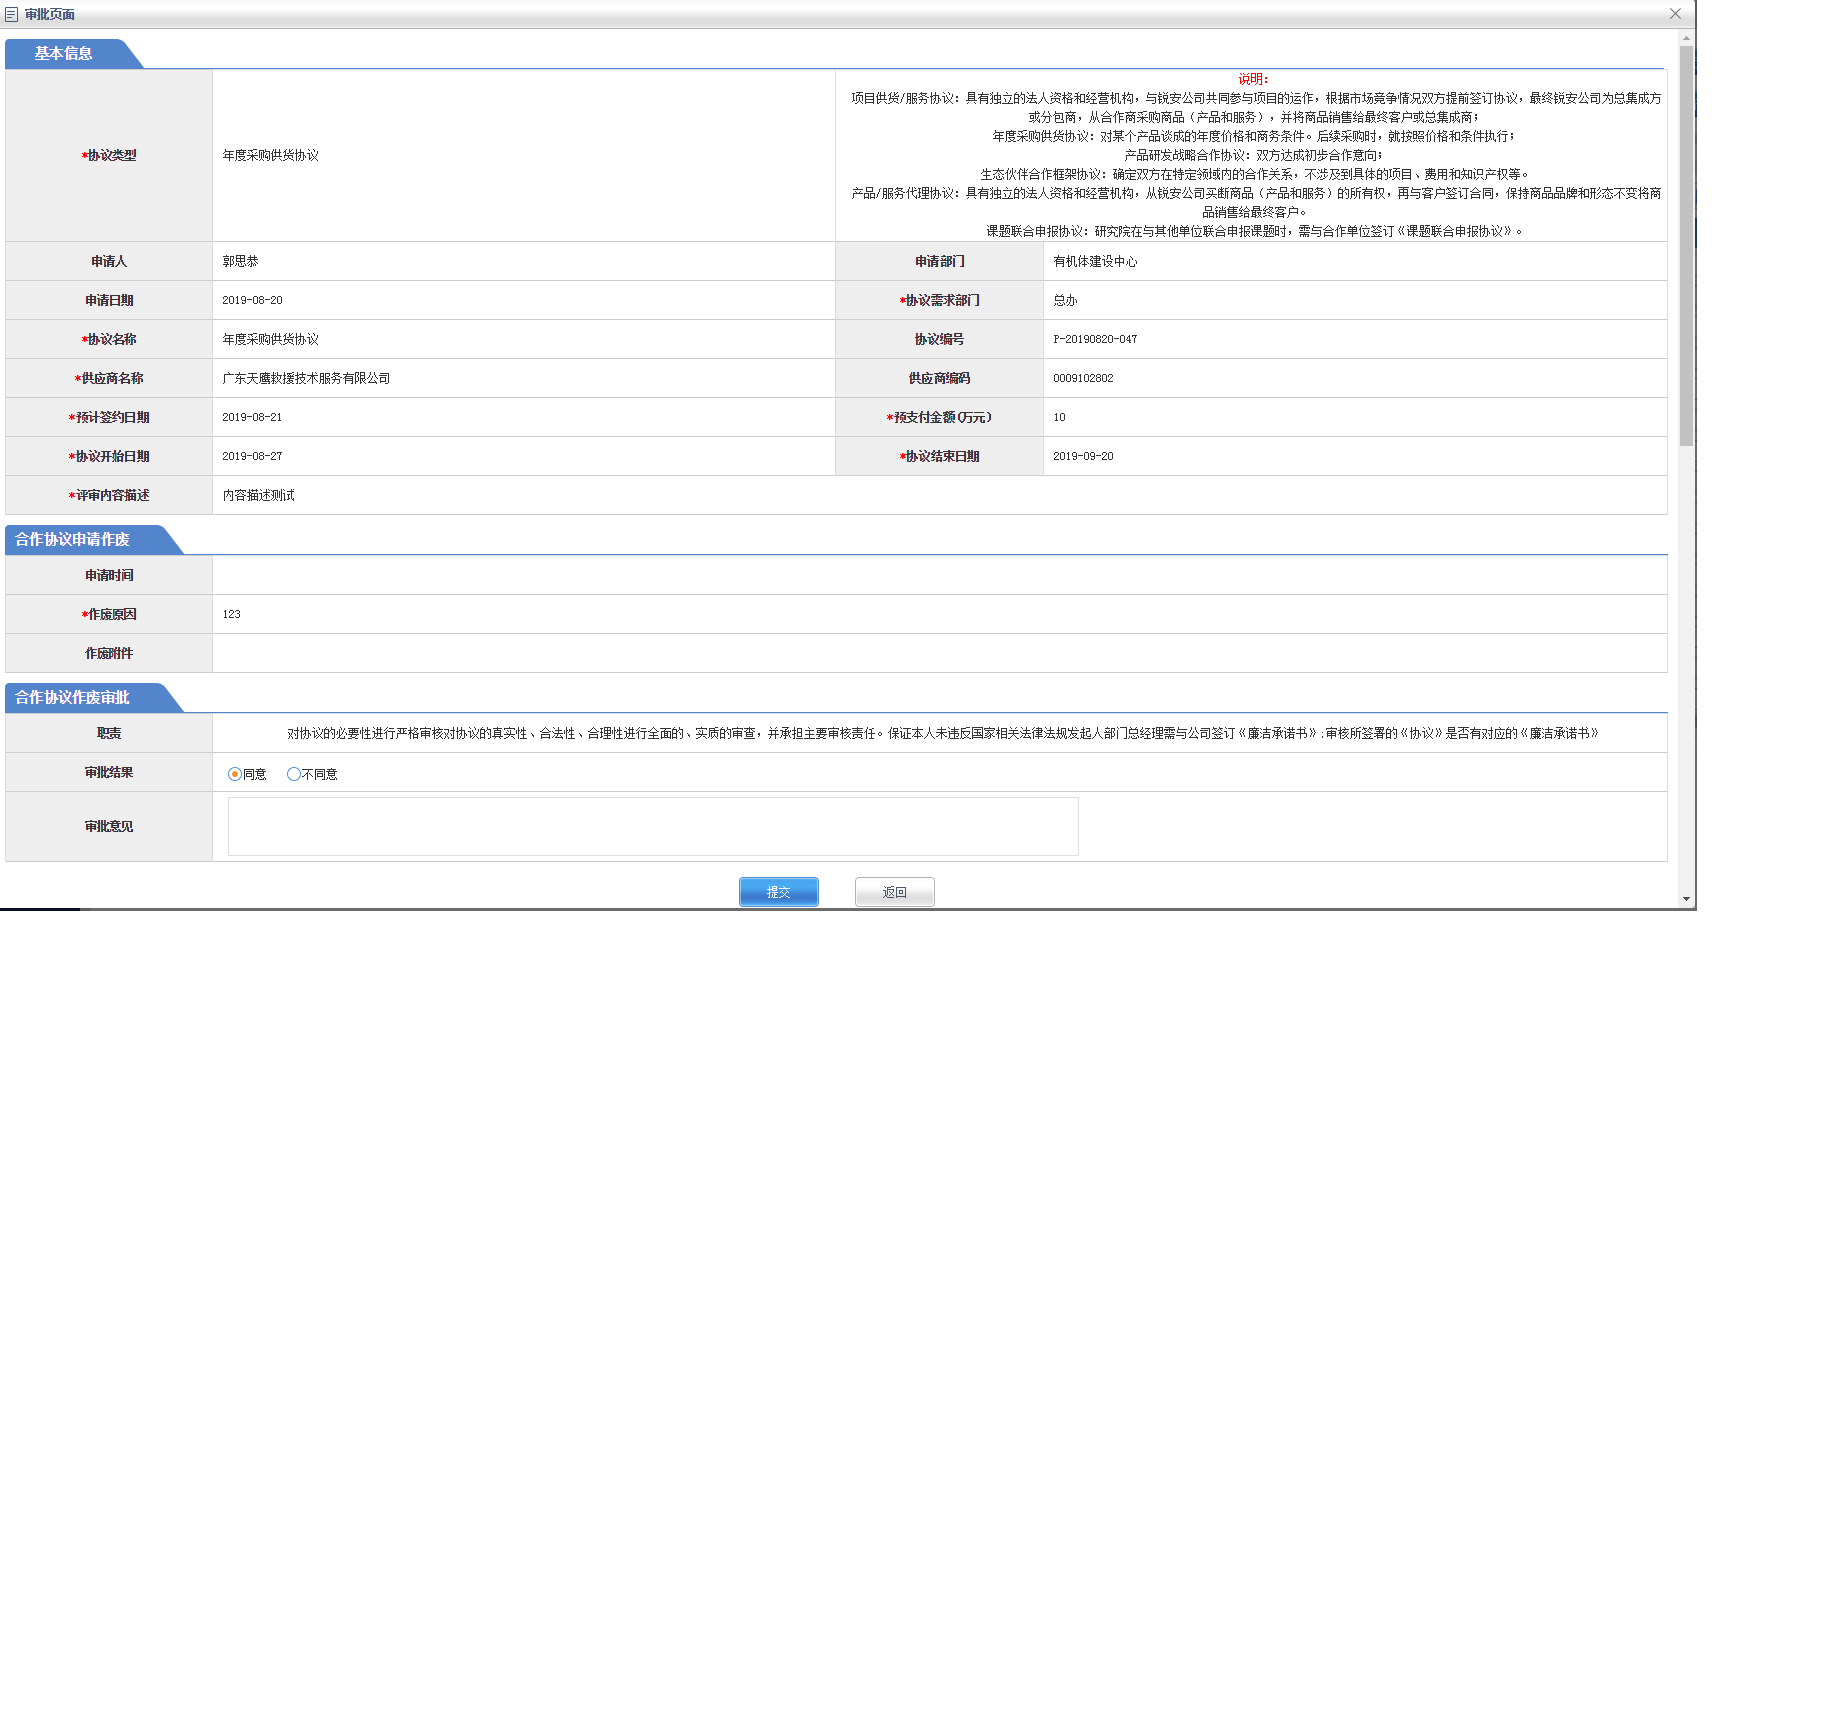 审批页面
基本信息
*协议类型
年度采购供货协议
说明：
项目供货/服务协议：具有独立的法人资格和经营机构，与锐安公司共同参与项目的运作，根据市场竞争情况双方提前签订协议，最终锐安公司为总集成方
或分包商，从合作商采购商品（产品和服务），并将商品销售给最终客户或总集成商；
年度采购供货协议：对某个产品谈成的年度价格和商务条件。后续采购时，就按照价格和条件执行；
产品研发战略合作协议：双方达成初步合作意向；
生态伙伴合作框架协议：确定双方在特定领域内的合作关系，不涉及到具体的项目、费用和知识产权等。
产品/服务代理协议：具有独立的法人资格和经营机构，从锐安公司买断商品（产品和服务）的所有权，再与客户签订合同，保持商品品牌和形态不变将商
品销售给最终客户。
课题联合申报协议：研究院在与其他单位联合申报课题时，需与合作单位签订《课题联合申报协议》。
申请人 郭思恭 申请部门 有机体建设中心
申请日期 2019-08-20 *协议需求部门 总办
*协议名称 年度采购供货协议 协议编号 P-20190820-047
*供应商名称 广东天鹰救援技术服务有限公司 供应商编码 0009102802
*预计签约日期 2019-08-21 *预支付金额(万元) 10
*协议开始日期 2019-08-27 *协议结束日期 2019-09-20
*评审内容描述 内容描述测试
合作协议申请作废
申请时间
*作废原因 123
作废附件
合作协议作废审批
职责 对协议的必要性进行严格审核对协议的真实性、合法性、合理性进行全面的、实质的审查，并承担主要审核责任。保证本人未违反国家相关法律法规发起人部门总经理需与公司签订《廉洁承诺书》;审核所签署的《协议》是否有对应的《廉洁承诺书》
审批结果 同意 不同意
审批意见
提交 返回